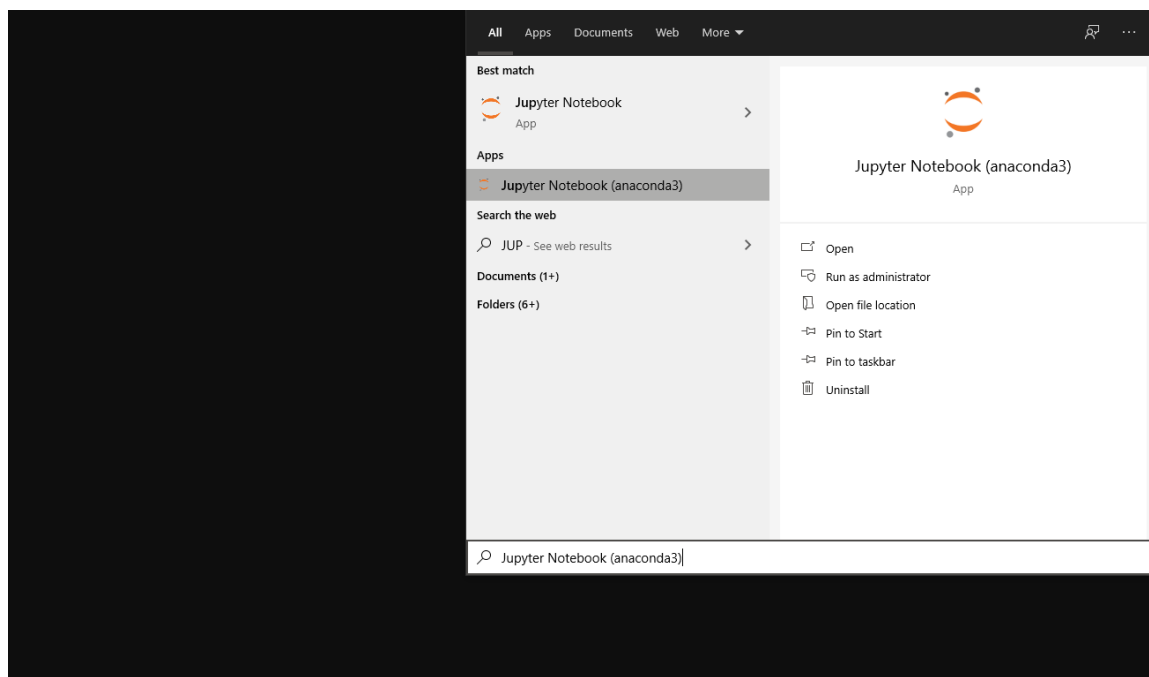 All Apps Documents Web More
Best match
Jupyter Notebook
App
Apps
Jupyter Notebook (anaconda3)
Search the web
JUP - See web results
Documents (1+)
Folders (6+)
Jupyter Notebook (anaconda3)
App
Open
Run as administrator
Open file location
Pin to Start
Pin to taskbar
Uninstall
Jupyter Notebook (anaconda3)